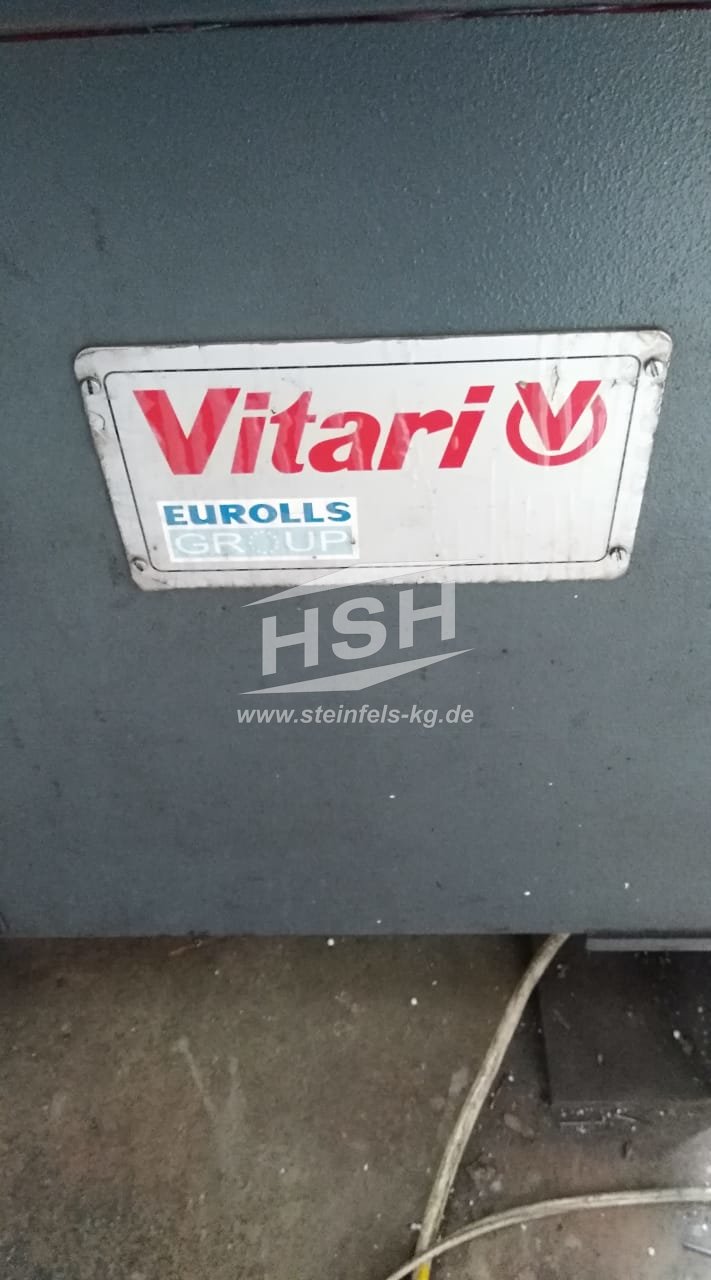 Vitari V
EUROLLS
GROUP
HSH
www.steinfels-kg.de